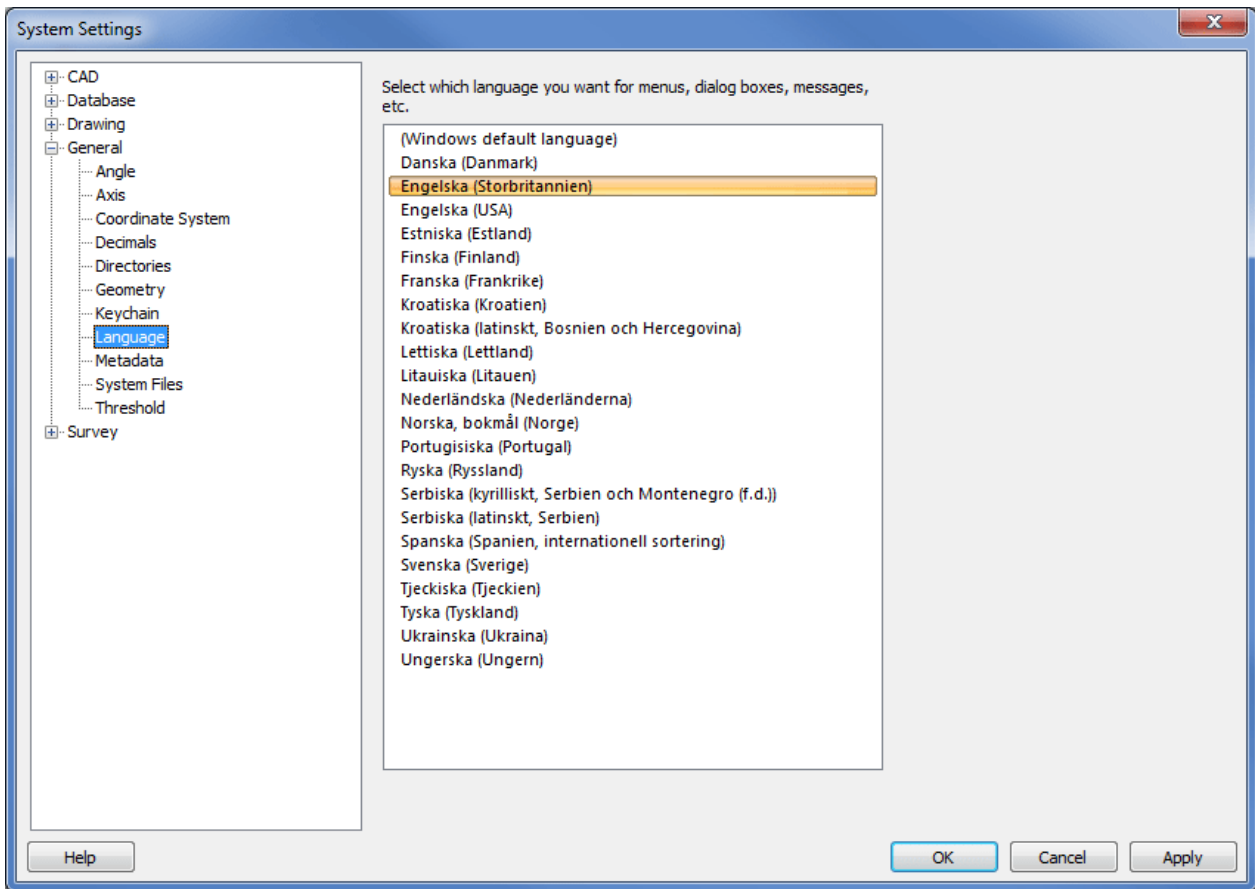 System Settings
CAD
Database
Drawing
General
Angle
Axis
Coordinate System
Decimals
Directories
Geometry
Keychain
Language
Metadata
System Files
Threshold
Survey
Select which language you want for menus, dialog boxes, messages,
etc.
(Windows default language)
Danska (Danmark)
Engelska (Storbritannien)
Engelska (USA)
Estniska (Estland)
Finska (Finland)
Franska (Frankrike)
Kroatiska (Kroatien)
Kroatiska (latinskt, Bosnien och Hercegovina)
Lettiska (Lettland)
Litauiska (Litauen)
Nederländska (Nederländerna)
Norska, bokmål (Norge)
Portugisiska (Portugal)
Ryska (Ryssland)
Serbiska (kyrilliskt, Serbien och Montenegro (f.d.))
Serbiska (latinskt, Serbien)
Spanska (Spanien, internationell sortering)
Svenska (Sverige)
Tjeckiska (Tjeckien)
Tyska (Tyskland)
Ukrainska (Ukraina)
Ungerska (Ungern)
Help
OK
Cancel
Apply